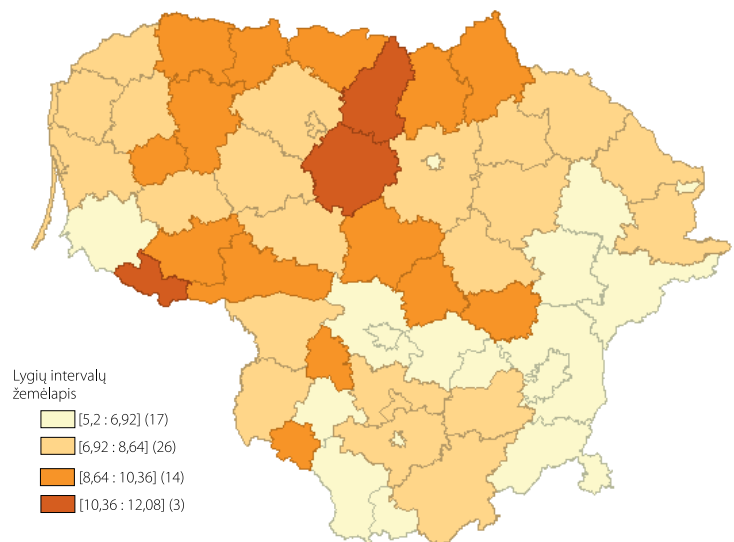 Lygių intervalų
žemėlapis
[5,2 : 6,92] (17)
[6,92 : 8,64] (26)
[8,64 : 10,36] (14)
[10,36 : 12,08] (3)